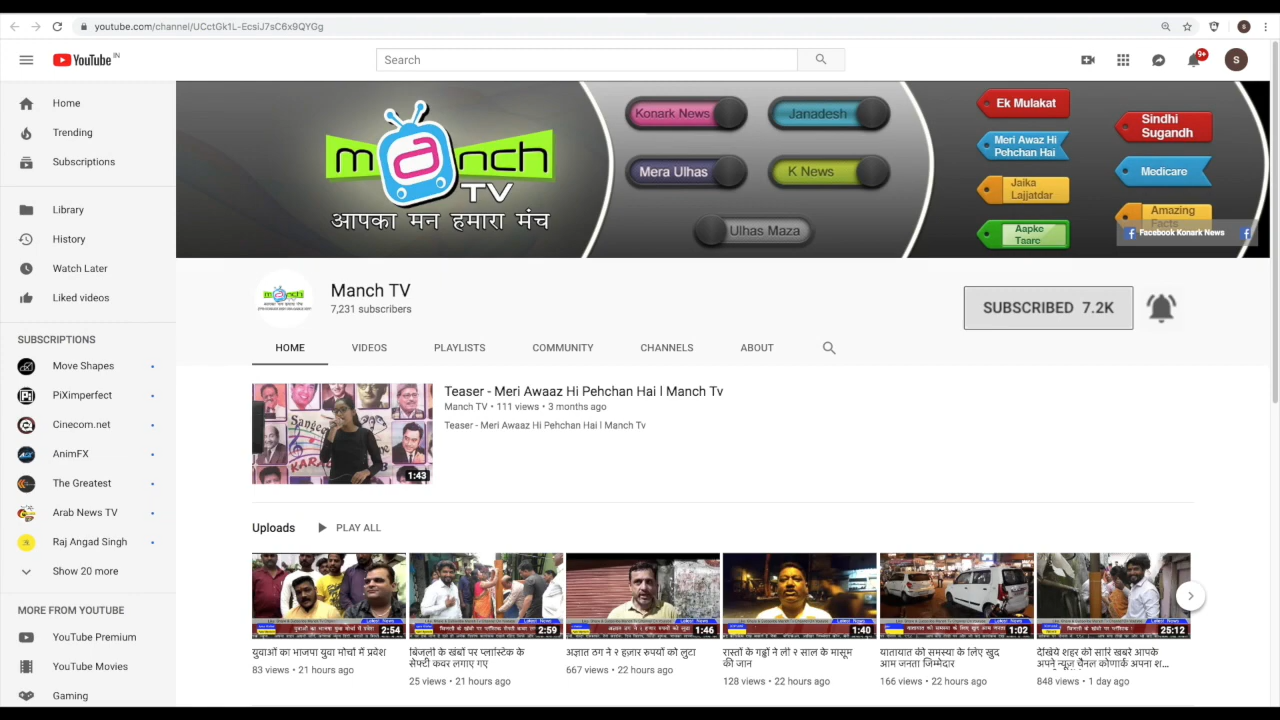 youtube.com/channel/UCctGk1L-EcsiJ7sC6x9QYGg
S
YouTube IN
Search
9+
S
Home
Trending
Subscriptions
Library
History
Watch Later
Liked videos
SUBSCRIPTIONS
Move Shapes
PiXimperfect
Cinecom.net
AnimFX
The Greatest
Arab News TV
Raj Angad Singh
Show 20 more
MORE FROM YOUTUBE
YouTube Premium
YouTube Movies
Gaming
manch
TV
आपका मन हमारा मंच
Konark News
Janadesh
Mera Ulhas
K News
Ulhas Maza
Ek Mulakat
Meri Awaz Hi
Pehchan Hai
Jaika
Lajjatdar
Aapke
Taare
Sindhi
Sugandh
Medicare
Amazing
Facts
Facebook Konark News
Manch TV
7,231 subscribers
SUBSCRIBED 7.2K
HOME
VIDEOS
PLAYLISTS
COMMUNITY
CHANNELS
ABOUT
1:43
Teaser - Meri Awaaz Hi Pehchan Hai l Manch Tv
Manch TV • 111 views • 3 months ago
Teaser - Meri Awaaz Hi Pehchan Hai l Manch Tv
Uploads
PLAY ALL
2:54
युवाओं का भाजपा युवा मोर्चा में प्रवेश
83 views • 21 hours ago
2:59
बिजली के खंबों पर प्लास्टिक के
सेफ्टी कवर लगाए गए
25 views • 21 hours ago
1:46
अज्ञात ठग ने २ हज़ार रुपयों को लुटा
667 views • 22 hours ago
1:40
रास्तों के गड्ढों ने ली २ साल के मासूम
की जान
128 views • 22 hours ago
1:02
यातायात की समस्या के लिए खुद
आम जनता जिम्मेदार
166 views • 22 hours ago
25:12
देखिये शहर की सारि खबरे आपके
अपने न्यूज़ चैनल कोणार्क अपना श...
848 views • 1 day ago